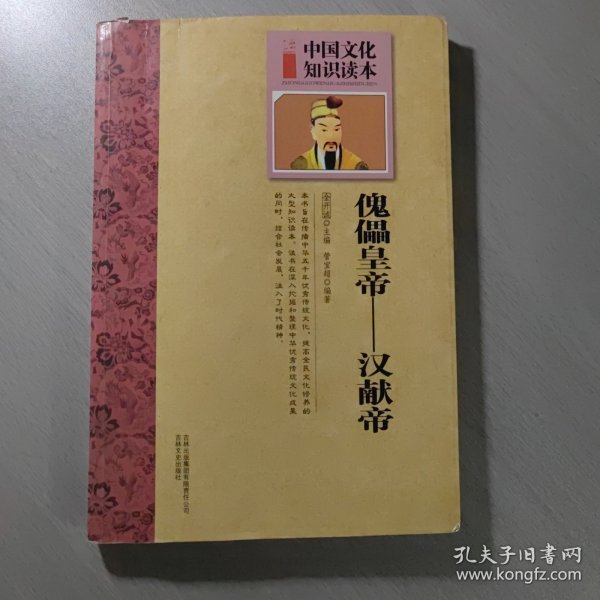 中国文化
知识读本
ZHONGGUOWENHUAZHISHIDUBEN
傀儡皇帝——汉献帝
金开诚◎主编 管宝超◎编著
本书旨在传播中华五千年优秀传统文化，提高全民文化修养的
大型知识读本。该书在深入挖掘和整理中华优秀传统文化成果
的同时，结合社会发展，注入了时代精神。
吉林出版集团有限责任公司
吉林文史出版社
孔夫子旧书网
www.kongfz.com